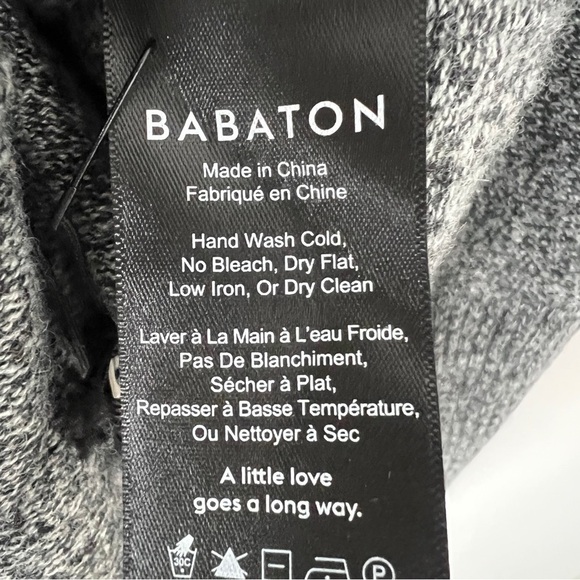 BABATON
Made in China
Fabriqué en Chine
Hand Wash Cold,
No Bleach, Dry Flat,
Low Iron, Or Dry Clean
Laver à La Main à L'eau Froide,
Pas De Blanchiment,
Sécher à Plat,
Repasser à Basse Température,
Ou Nettoyer à Sec
A little love
goes a long way.
30C P